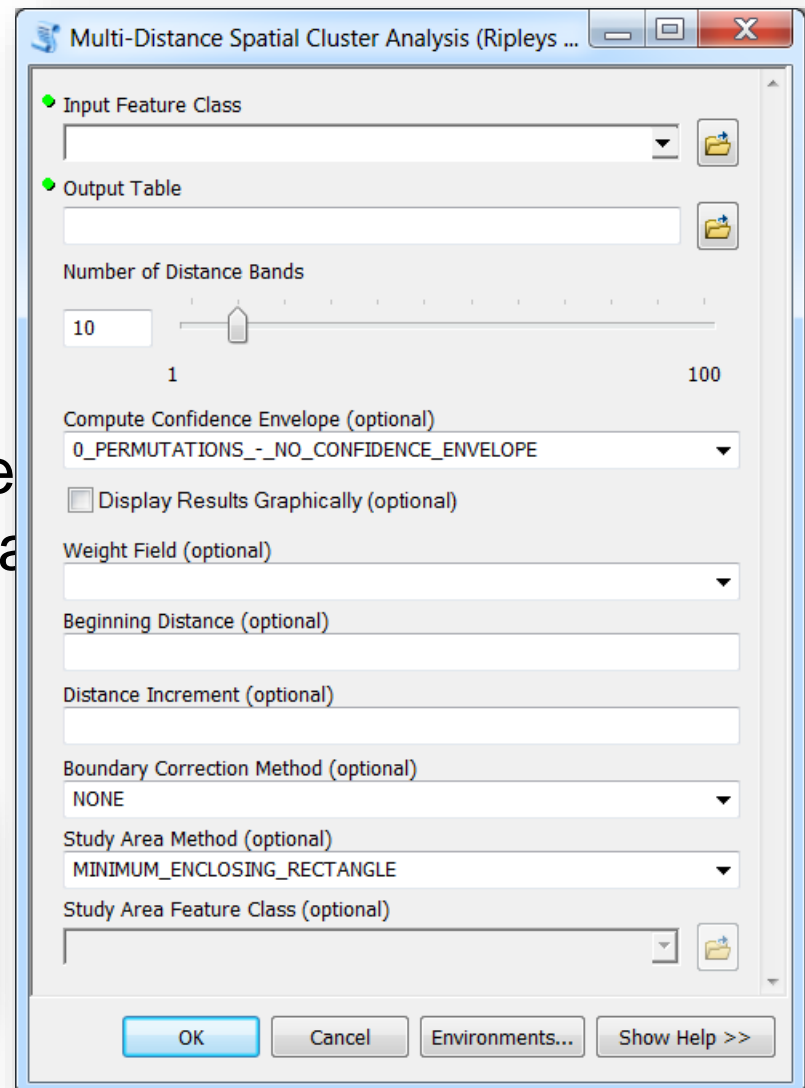 Multi-Distance Spatial Cluster Analysis (Ripleys ...
Input Feature Class
Output Table
Number of Distance Bands
10
1 100
Compute Confidence Envelope (optional)
0_PERMUTATIONS_-_NO_CONFIDENCE_ENVELOPE
e
Display Results Graphically (optional)
a
Weight Field (optional)
Beginning Distance (optional)
Distance Increment (optional)
Boundary Correction Method (optional)
NONE
Study Area Method (optional)
MINIMUM_ENCLOSING_RECTANGLE
Study Area Feature Class (optional)
OK Cancel Environments... Show Help >>